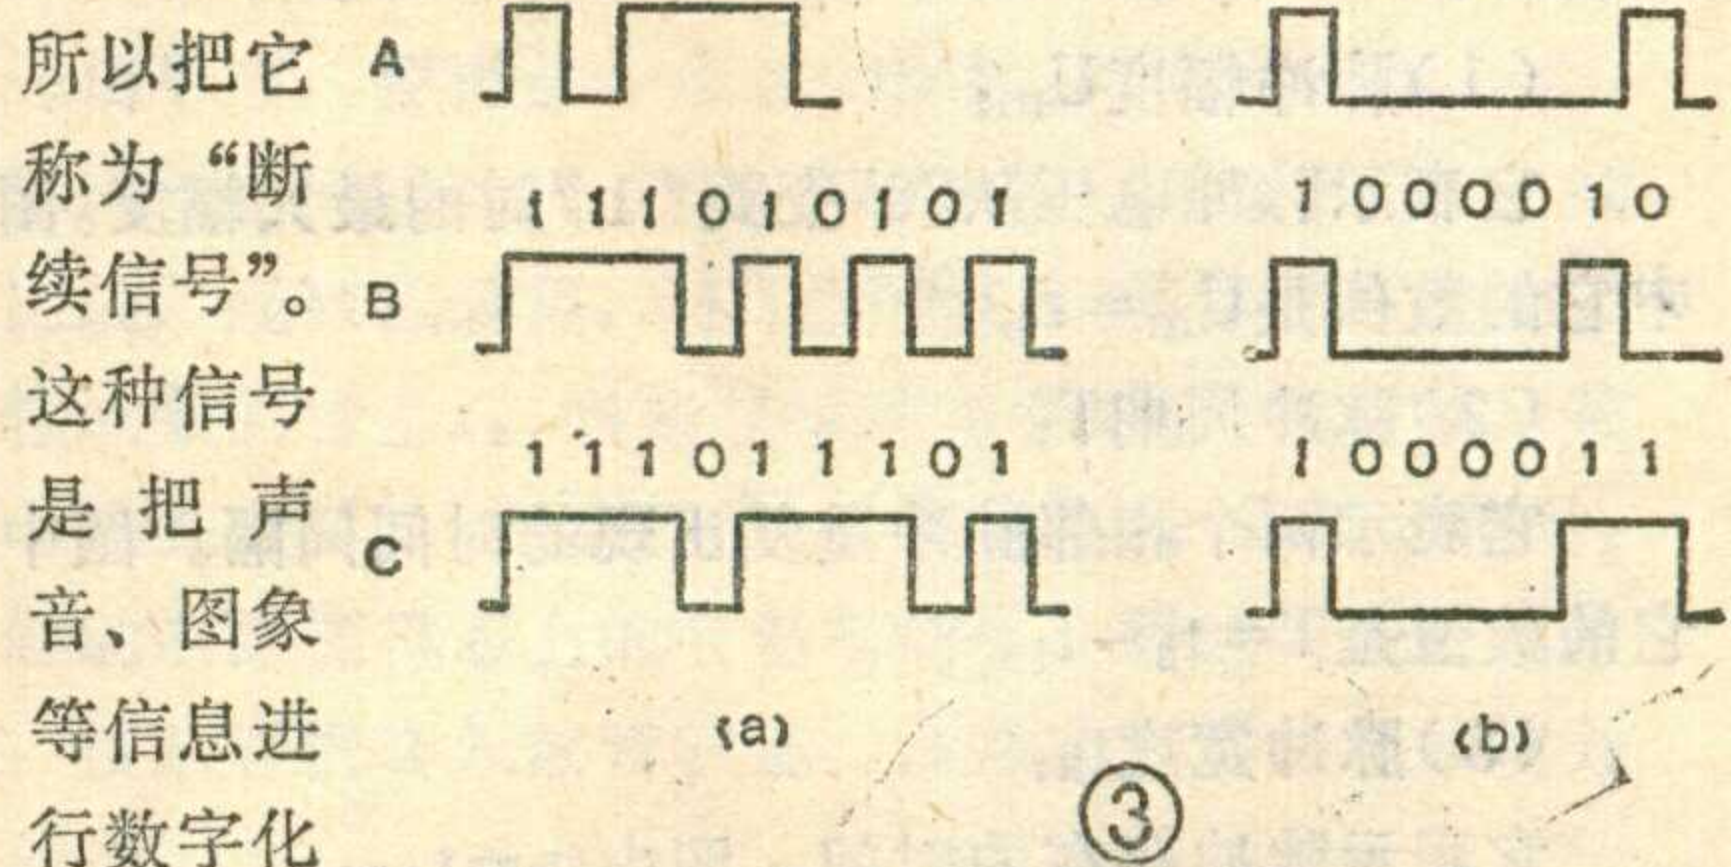 所以把它
称为“断
续信号”。
这种信号
是把声
音、图象
等信息进
行数字化
A
1 1 1 0 1 0 1 0 1
1 0 0 0 0 1 0
B
1 1 1 0 1 1 1 0 1
1 0 0 0 0 1 1
C
(a)
(b)
③